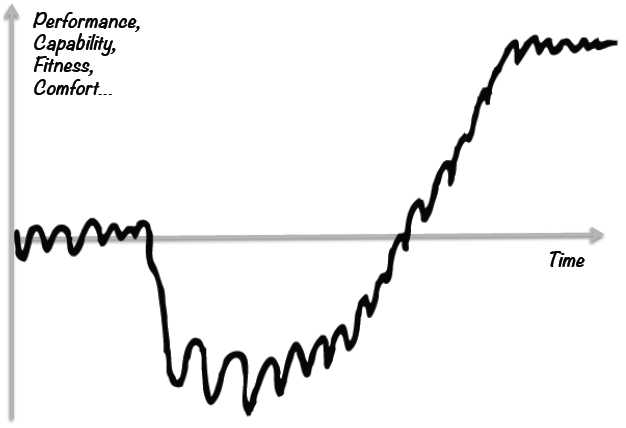 Performance,
Capability,
Fitness,
Comfort...
Time